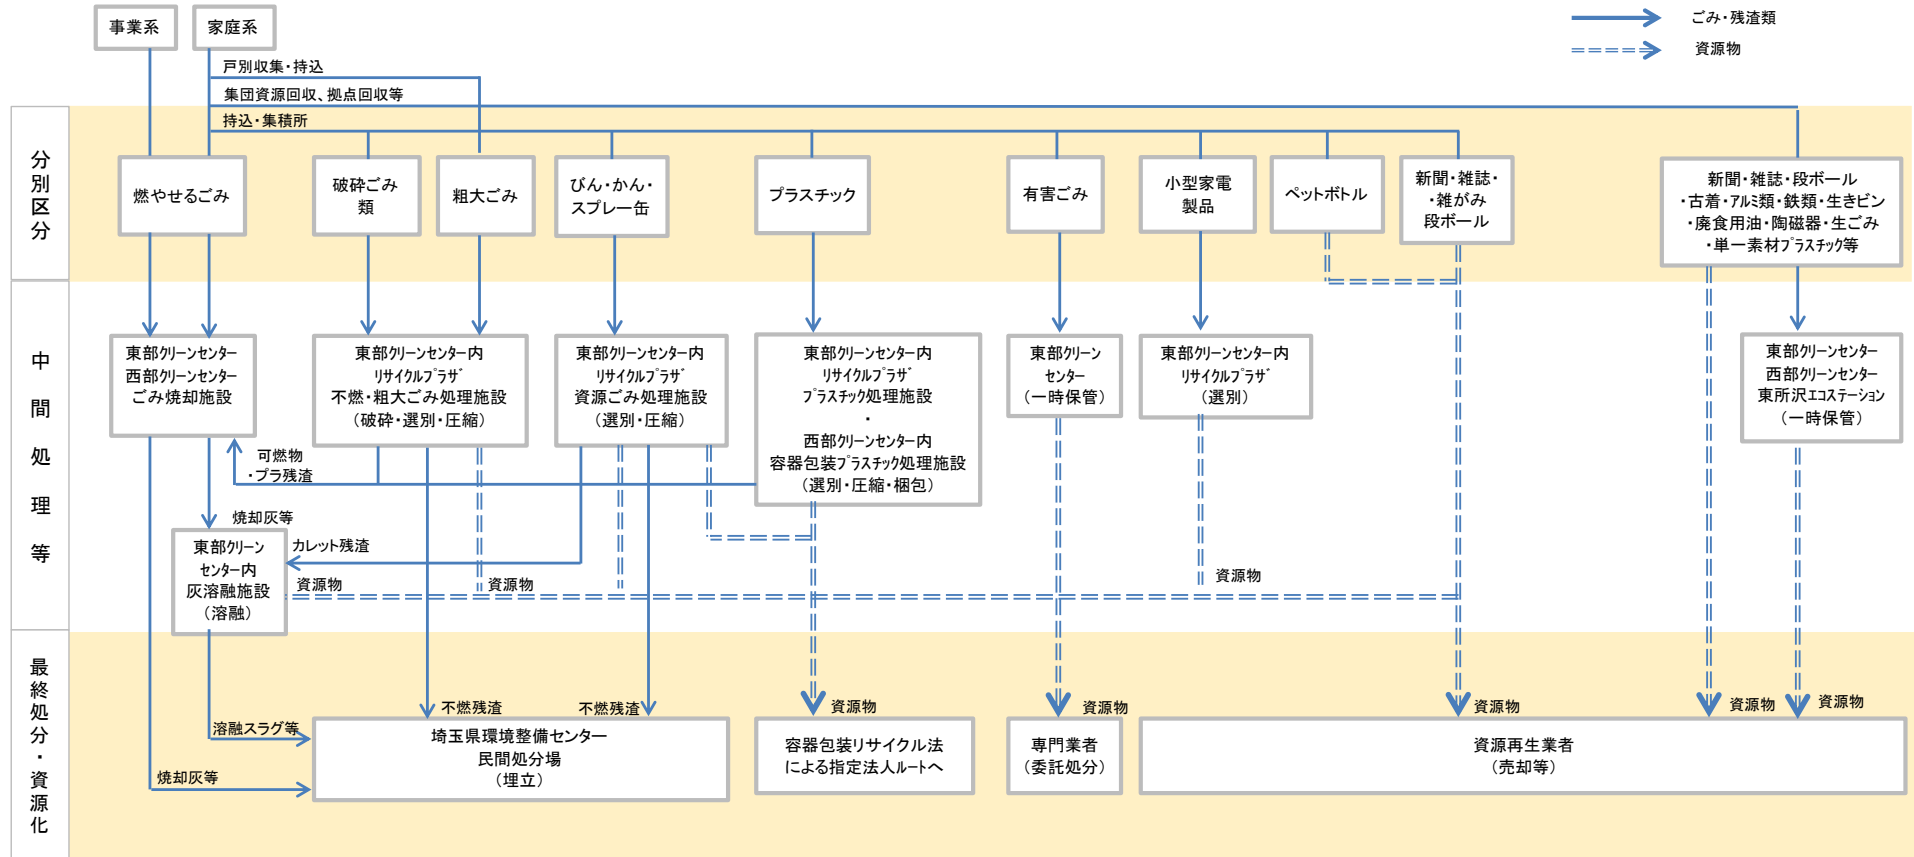 事業系
家庭系
ごみ・残渣類
資源物
戸別収集・持込
集団資源回収、拠点回収等
持込・集積所
分別区分
燃やせるごみ
破砕ごみ
類
粗大ごみ
びん・かん・
スプレー缶
プラスチック
有害ごみ
小型家電
製品
ペットボトル
新聞・雑誌・
・雑がみ
段ボール
新聞・雑誌・段ボール
・古着・アルミ類・鉄類・生きビン
・廃食用油・陶磁器・生ごみ
・単一素材プラスチック等
中間処理等
東部クリーンセンター
西部クリーンセンター
ごみ焼却施設
東部クリーンセンター内
リサイクルプラザ
不燃・粗大ごみ処理施設
（破砕・選別・圧縮）
東部クリーンセンター内
リサイクルプラザ
資源ごみ処理施設
（選別・圧縮）
東部クリーンセンター内
リサイクルプラザ
プラスチック処理施設
・
西部クリーンセンター内
容器包装プラスチック処理施設
（選別・圧縮・梱包）
東部クリーン
センター
（一時保管）
東部クリーンセンター内
リサイクルプラザ
（選別）
東部クリーンセンター
西部クリーンセンター
東所沢エコステーション
（一時保管）
可燃物
・プラ残渣
焼却灰等
カレット残渣
東部クリーン
センター内
灰溶融施設
（溶融）
資源物
資源物
資源物
最終処分・資源化
不燃残渣
不燃残渣
資源物
資源物
資源物
資源物
資源物
溶融スラグ等
焼却灰等
埼玉県環境整備センター
民間処分場
（埋立）
容器包装リサイクル法
による指定法人ルートへ
専門業者
（委託処分）
資源再生業者
（売却等）